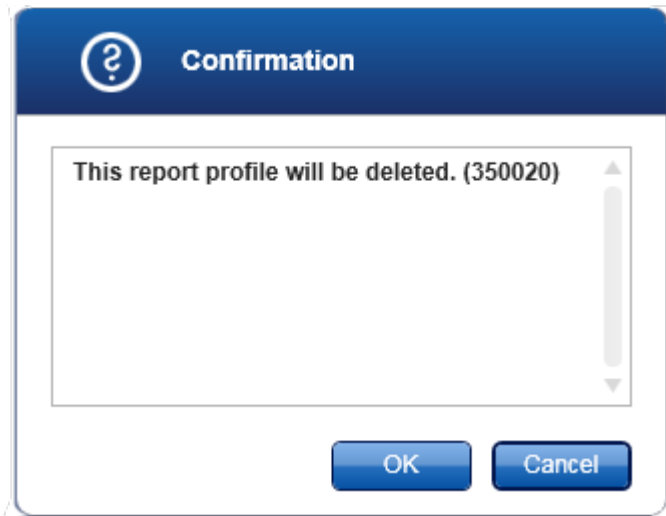 Confirmation
This report profile will be deleted. (350020)
OK
Cancel